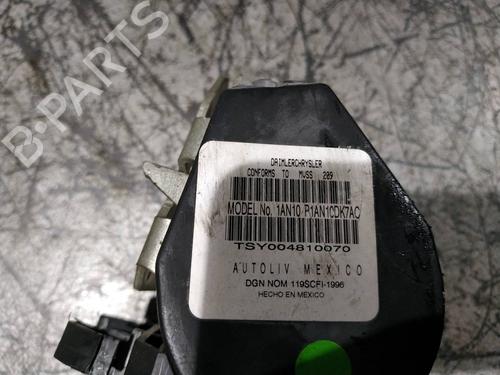 B-Parts
DAIMLERCHRYSLER
CONFORMS TO MVSS 209
MODEL No. 1AN10 P1AN1CDK7AC
TSY004810070
AUTOLIV MEXICO
DGN NOM 119SCFI-1996
HECHO EN MEXICO